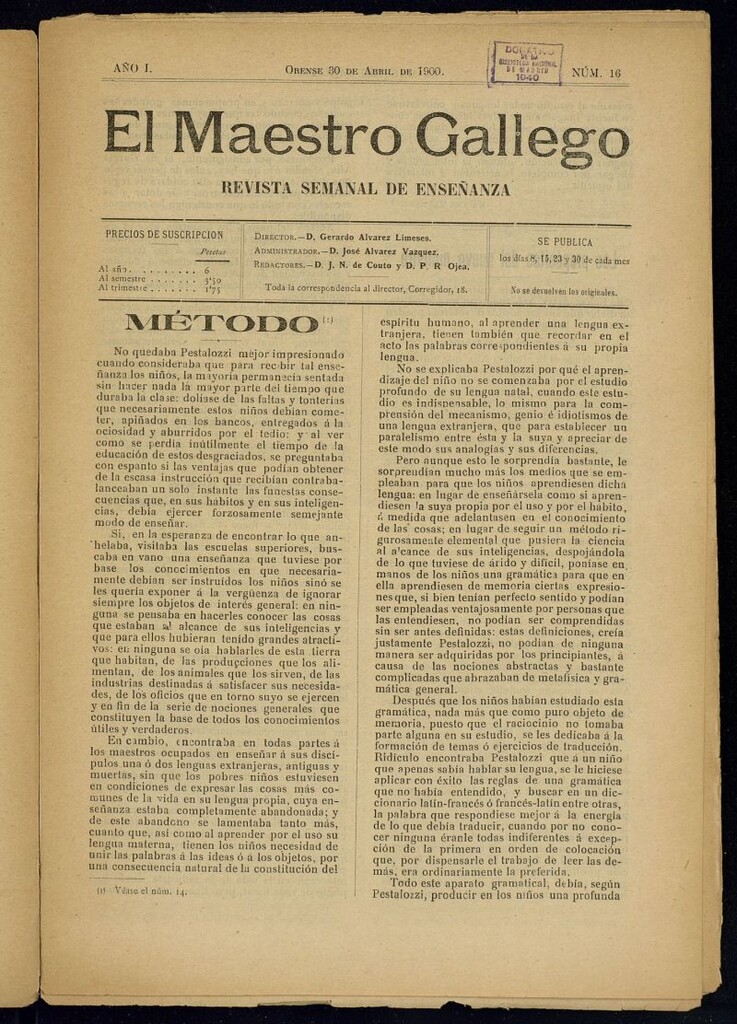 AÑO I.
ORENSE 30 DE ABRIL DE 1900.
NÚM. 16
DONATIVO
DE LA
BIBLIOTECA NACIONAL
DE MADRID
1940
El Maestro Gallego
REVISTA SEMANAL DE ENSEÑANZA
PRECIOS DE SUSCRIPCION
Pesetas
Al año. . . . . . . . . 6
Al semestre . . . . . . . 3'50
Al trimestre . . . . . . . 1'75
DIRECTOR.—D. Gerardo Alvarez Limeses.
ADMINISTRADOR.—D. José Alvarez Vazquez.
REDACTORES.—D. J. N. de Couto y D. P. R Ojea.
Toda la correspondencia al director, Corregidor, 18.
SE PUBLICA
los días 8, 15, 23 y 30 de cada mes
No se devuelven los originales.
MÉTODO (1)
No quedaba Pestalozzi mejor impresionado
cuando consideraba que para recibir tal ense-
ñanza los niños, la mayoría permanecía sentada
sin hacer nada la mayor parte del tiempo que
duraba la clase: dolíase de las faltas y tonterías
que necesariamente estos niños debían come-
ter, apiñados en los bancos, entregados á la
ociosidad y aburridos por el tedio: y al ver
como se perdía inútilmente el tiempo de la
educación de estos desgraciados, se preguntaba
con espanto si las ventajas que podían obtener
de la escasa instrucción que recibían contraba-
lanceaban un solo instante las funestas conse-
cuencias que, en sus hábitos y en sus inteligen-
cias, debía ejercer forzosamente semejante
modo de enseñar.
Si, en la esperanza de encontrar lo que an-
helaba, visitaba las escuelas superiores, bus-
caba en vano una enseñanza que tuviese por
base los conocimientos en que necesaria-
mente debían ser instruidos los niños sinó se
les quería exponer á la vergüenza de ignorar
siempre los objetos de interés general: en nin-
guna se pensaba en hacerles conocer las cosas
que estaban al alcance de sus inteligencias y
que para ellos hubieran tenido grandes atracti-
vos: en ninguna se oía hablarles de esta tierra
que habitan, de las producciones que los ali-
mentan, de los animales que los sirven, de las
industrias destinadas á satisfacer sus necesida-
des, de los oficios que en torno suyo se ejercen
y en fin de la serie de nociones generales que
constituyen la base de todos los conocimientos
útiles y verdaderos.
En cambio, encontraba en todas partes á
los maestros ocupados en enseñar á sus discí-
pulos una ó dos lenguas extranjeras, antiguas y
muertas, sin que los pobres niños estuviesen
en condiciones de expresar las cosas más co-
munes de la vida en su lengua propia, cuya en-
señanza estaba completamente abandonada; y
de este abandono se lamentaba tanto más,
cuanto que, así como al aprender por el uso su
lengua materna, tienen los niños necesidad de
unir las palabras á las ideas ó á los objetos, por
una consecuencia natural de la constitución del
(1) Véase el núm. 14.
espíritu humano, al aprender una lengua ex-
tranjera, tienen también que recordar en el
acto las palabras correspondientes á su propia
lengua.
No se explicaba Pestalozzi por qué el apren-
dizaje del niño no se comenzaba por el estudio
profundo de su lengua natal, cuando este estu-
dio es indispensable, lo mismo para la com-
prensión del mecanismo, genio é idiotismos de
una lengua extranjera, que para establecer un
paralelismo entre ésta y la suya y apreciar de
este modo sus analogías y sus diferencias.
Pero aunque esto le sorprendía bastante, le
sorprendían mucho más los medios que se em-
pleaban para que los niños aprendiesen dicha
lengua: en lugar de enseñársela como si apren-
diesen la suya propia por el uso y por el hábito,
á medida que adelantasen en el conocimiento
de las cosas; en lugar de seguir un método ri-
gurosamente elemental que pusiera la ciencia
al alcance de sus inteligencias, despojándola
de lo que tuviese de árido y difícil, poníase en
manos de los niños una gramática para que en
ella aprendiesen de memoria ciertas expresio-
nes que, si bien tenían perfecto sentido y podían
ser empleadas ventajosamente por personas que
las entendiesen, no podían ser comprendidas
sin ser antes definidas: estas definiciones, creía
justamente Pestalozzi, no podían de ninguna
manera ser adquiridas por los principiantes, á
causa de las nociones abstractas y bastante
complicadas que abrazaban de metafísica y gra-
mática general.
Después que los niños habían estudiado esta
gramática, nada más que como puro objeto de
memoria, puesto que el raciocinio no tomaba
parte alguna en su estudio, se les dedicaba á la
formación de temas ó ejercicios de traducción.
Ridículo encontraba Pestalozzi que á un niño
que apenas sabía hablar su lengua, se le hiciese
aplicar con éxito las reglas de una gramática
que no había entendido, y buscar en un dic-
cionario latín-francés ó francés-latín entre otras,
la palabra que respondiese mejor á la energía
de lo que debía traducir, cuando por no cono-
cer ninguna éranle todas indiferentes á excep-
ción de la primera en orden de colocación
que, por dispensarle el trabajo de leer las de-
más, era ordinariamente la preferida.
Todo este aparato gramatical, debía, según
Pestalozzi, producir en los niños una profunda